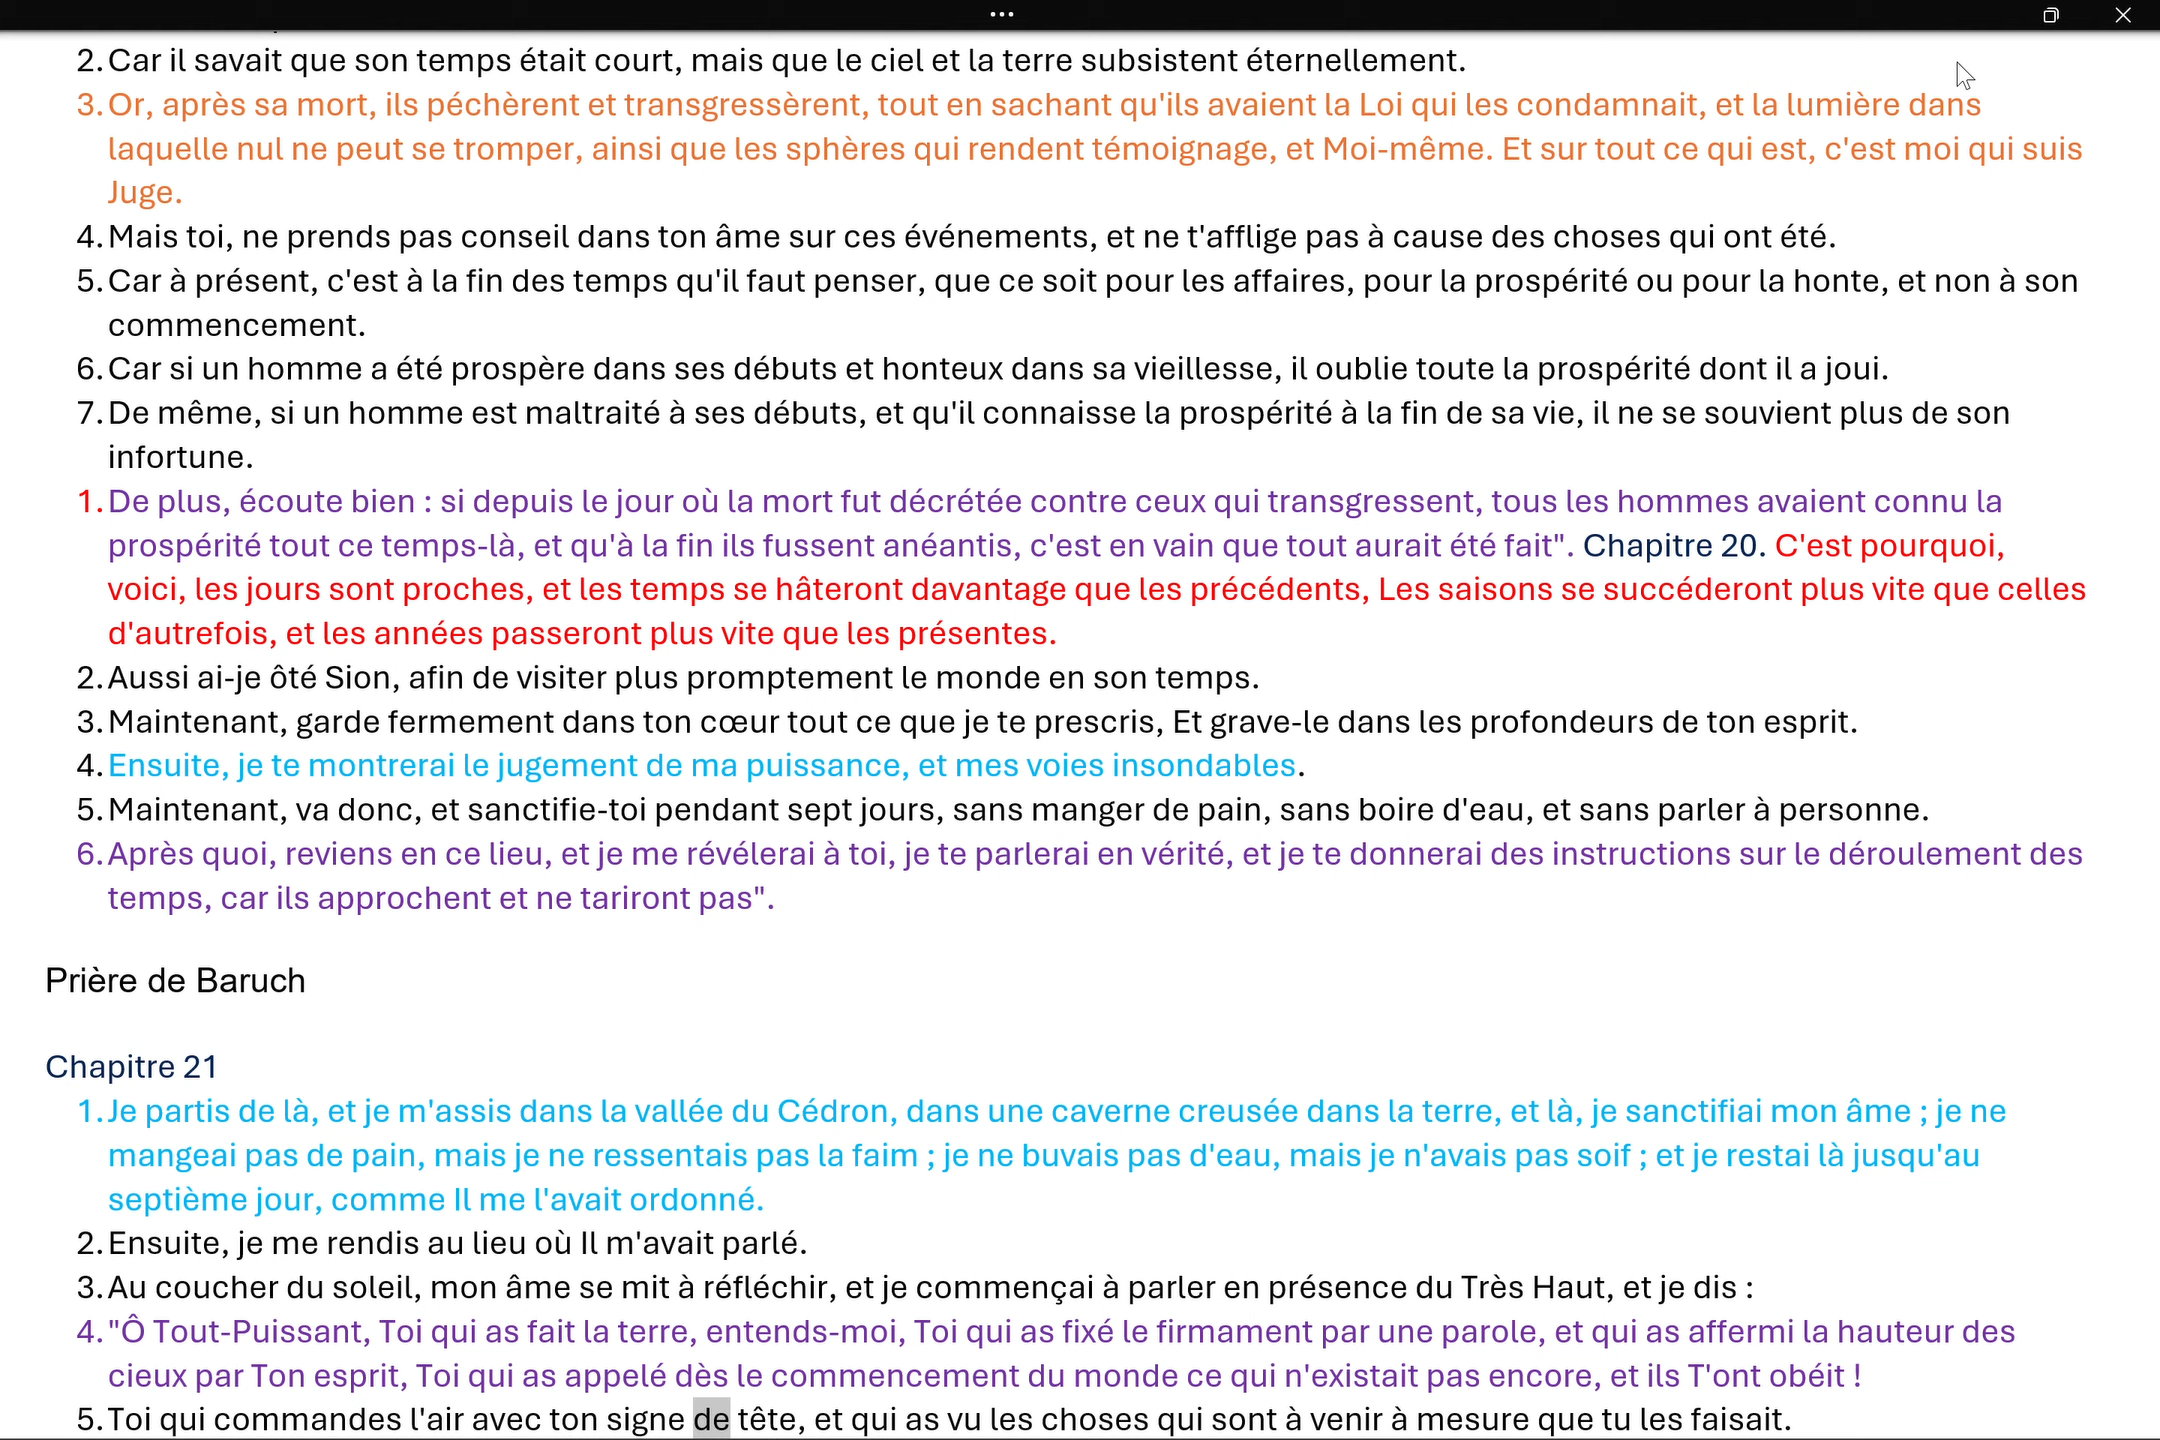 2. Car il savait que son temps était court, mais que le ciel et la terre subsistent éternellement.
3. Or, après sa mort, ils péchèrent et transgressèrent, tout en sachant qu'ils avaient la Loi qui les condamnait, et la lumière dans
laquelle nul ne peut se tromper, ainsi que les sphères qui rendent témoignage, et Moi-même. Et sur tout ce qui est, c'est moi qui suis
Juge.
4. Mais toi, ne prends pas conseil dans ton âme sur ces événements, et ne t'afflige pas à cause des choses qui ont été.
5. Car à présent, c'est à la fin des temps qu'il faut penser, que ce soit pour les affaires, pour la prospérité ou pour la honte, et non à son
commencement.
6. Car si un homme a été prospère dans ses débuts et honteux dans sa vieillesse, il oublie toute la prospérité dont il a joui.
7. De même, si un homme est maltraité à ses débuts, et qu'il connaisse la prospérité à la fin de sa vie, il ne se souvient plus de son
infortune.
1. De plus, écoute bien : si depuis le jour où la mort fut décrétée contre ceux qui transgressent, tous les hommes avaient connu la
prospérité tout ce temps-là, et qu'à la fin ils fussent anéantis, c'est en vain que tout aurait été fait". Chapitre 20. C'est pourquoi,
voici, les jours sont proches, et les temps se hâteront davantage que les précédents, Les saisons se succéderont plus vite que celles
d'autrefois, et les années passeront plus vite que les présentes.
2. Aussi ai-je ôté Sion, afin de visiter plus promptement le monde en son temps.
3. Maintenant, garde fermement dans ton cœur tout ce que je te prescris, Et grave-le dans les profondeurs de ton esprit.
4. Ensuite, je te montrerai le jugement de ma puissance, et mes voies insondables.
5. Maintenant, va donc, et sanctifie-toi pendant sept jours, sans manger de pain, sans boire d'eau, et sans parler à personne.
6. Après quoi, reviens en ce lieu, et je me révélerai à toi, je te parlerai en vérité, et je te donnerai des instructions sur le déroulement des
temps, car ils approchent et ne tariront pas".
Prière de Baruch
Chapitre 21
1. Je partis de là, et je m'assis dans la vallée du Cédron, dans une caverne creusée dans la terre, et là, je sanctifiai mon âme ; je ne
mangeai pas de pain, mais je ne ressentais pas la faim ; je ne buvais pas d'eau, mais je n'avais pas soif ; et je restai là jusqu'au
septième jour, comme Il me l'avait ordonné.
2. Ensuite, je me rendis au lieu où Il m'avait parlé.
3. Au coucher du soleil, mon âme se mit à réfléchir, et je commençai à parler en présence du Très Haut, et je dis :
4. "Ô Tout-Puissant, Toi qui as fait la terre, entends-moi, Toi qui as fixé le firmament par une parole, et qui as affermi la hauteur des
cieux par Ton esprit, Toi qui as appelé dès le commencement du monde ce qui n'existait pas encore, et ils T'ont obéit !
5. Toi qui commandes l'air avec ton signe de tête, et qui as vu les choses qui sont à venir à mesure que tu les faisait.